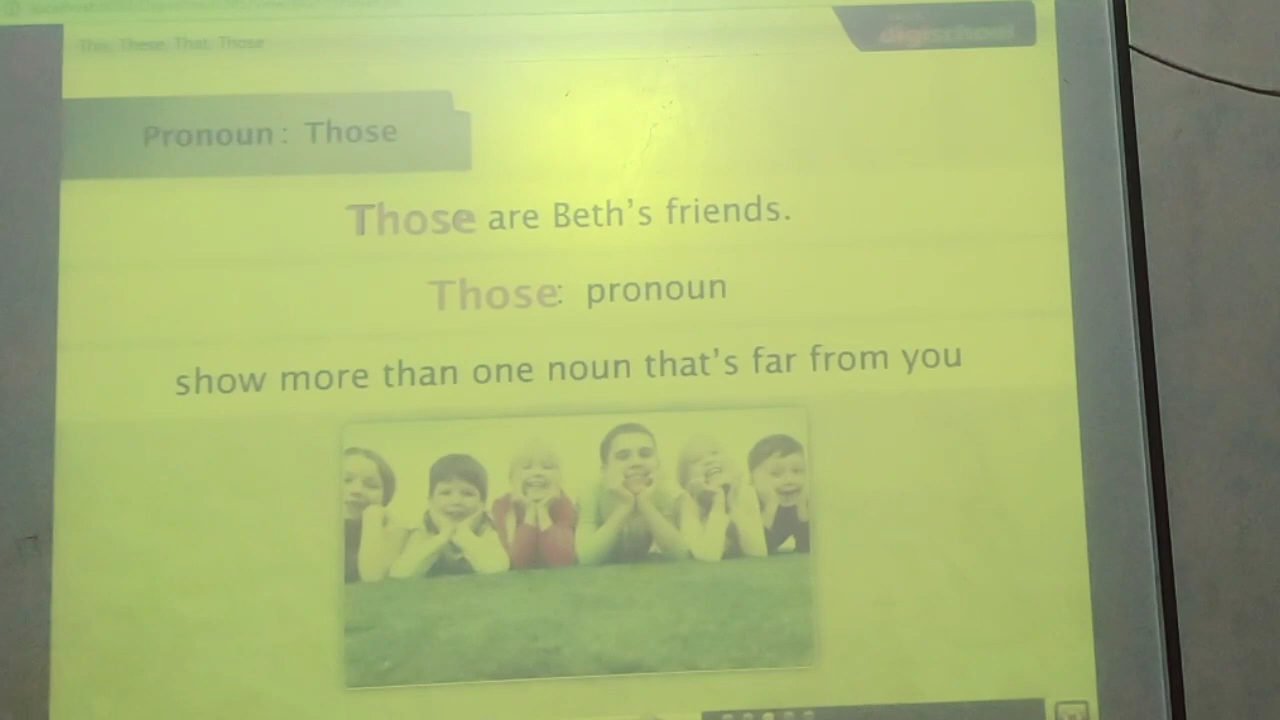 This, These, That, Those
digischool
Pronoun: Those
Those are Beth's friends.
Those: pronoun
show more than one noun that's far from you